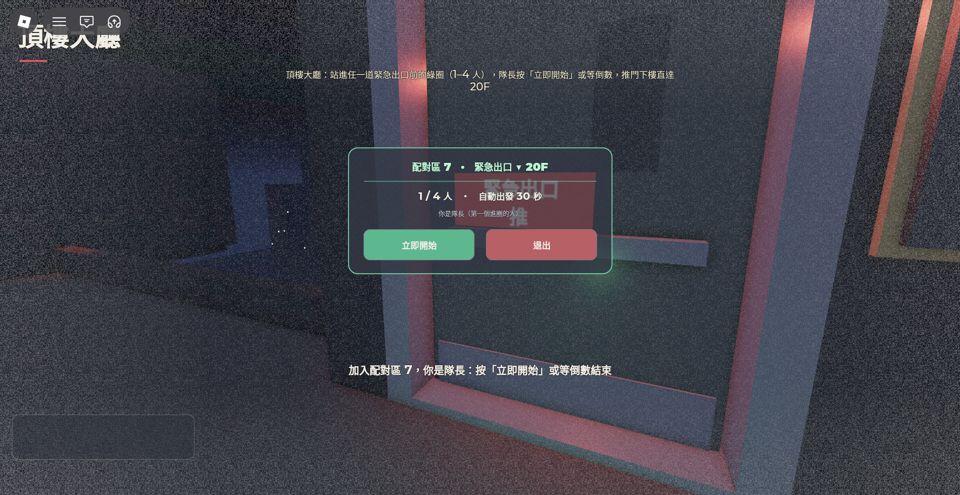 頂樓大廳
頂樓大廳：站進任一道緊急出口前的綠圈（1–4 人），隊長按「立即開始」或等倒數，推門下樓直達
20F
配對區 7 • 緊急出口 ▼ 20F
緊急出口
推
1 / 4 人 • 自動出發 30 秒
你是隊長（第一個進圈的人）
立即開始
退出
加入配對區 7，你是隊長：按「立即開始」或等倒數結束